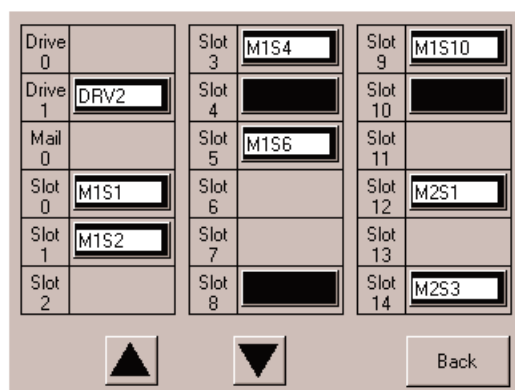 Drive 0
Drive 1 DRV2
Mail 0
Slot 0 M1S1
Slot 1 M1S2
Slot 2
Slot 3 M1S4
Slot 4
Slot 5 M1S6
Slot 6
Slot 7
Slot 8
Slot 9 M1S10
Slot 10
Slot 11
Slot 12 M2S1
Slot 13
Slot 14 M2S3
Back